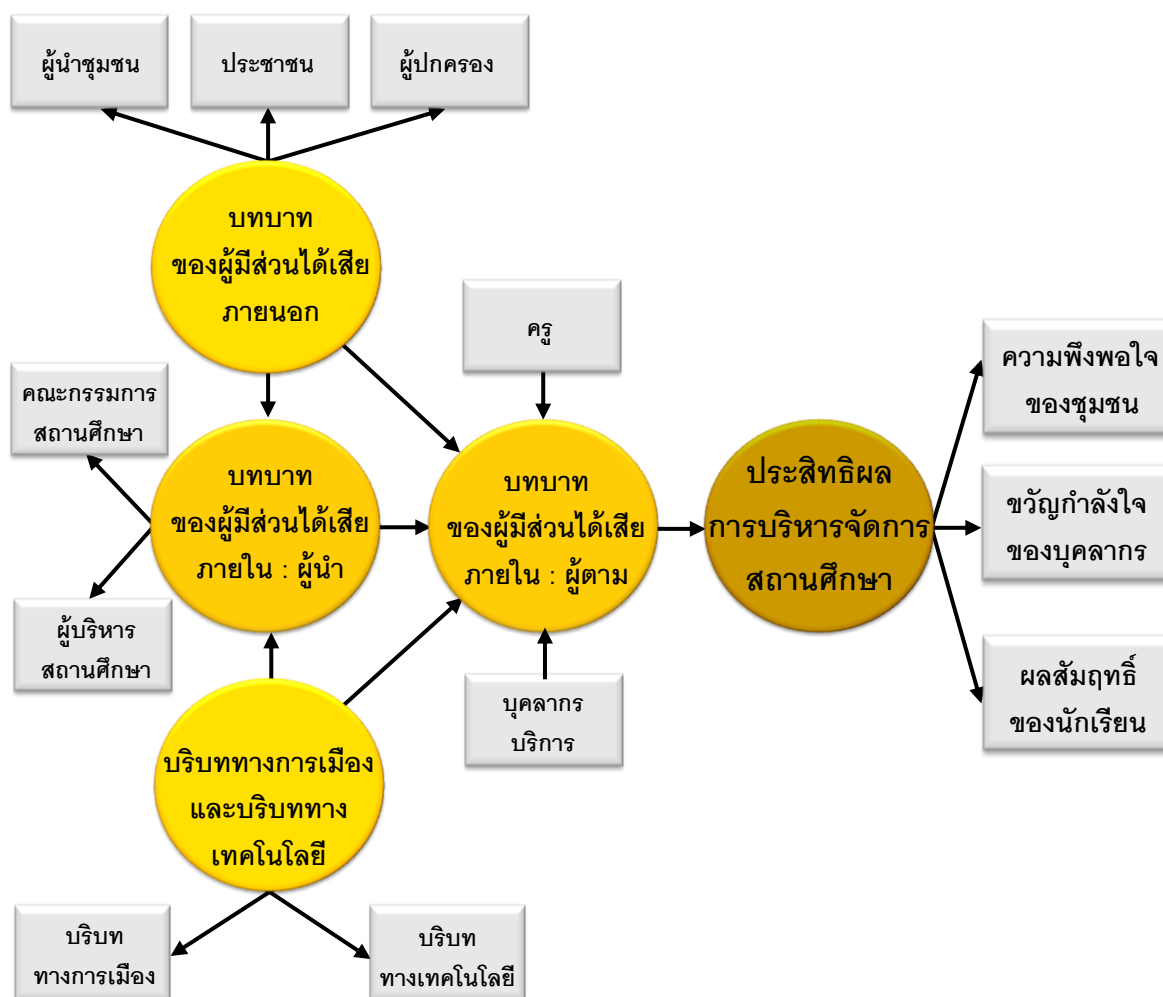 ผู้นำชุมชน
ประชาชน
ผู้ปกครอง
บทบาท
ของผู้มีส่วนได้เสีย
ภายนอก
ครู
ความพึงพอใจ
ของชุมชน
คณะกรรมการ
สถานศึกษา
บทบาท
ของผู้มีส่วนได้เสีย
ภายใน : ผู้นำ
บทบาท
ของผู้มีส่วนได้เสีย
ภายใน : ผู้ตาม
ประสิทธิผล
การบริหารจัดการ
สถานศึกษา
ขวัญกำลังใจ
ของบุคลากร
ผู้บริหาร
สถานศึกษา
บุคลากร
บริการ
ผลสัมฤทธิ์
ของนักเรียน
บริบททางการเมือง
และบริบททาง
เทคโนโลยี
บริบท
ทางการเมือง
บริบท
ทางเทคโนโลยี